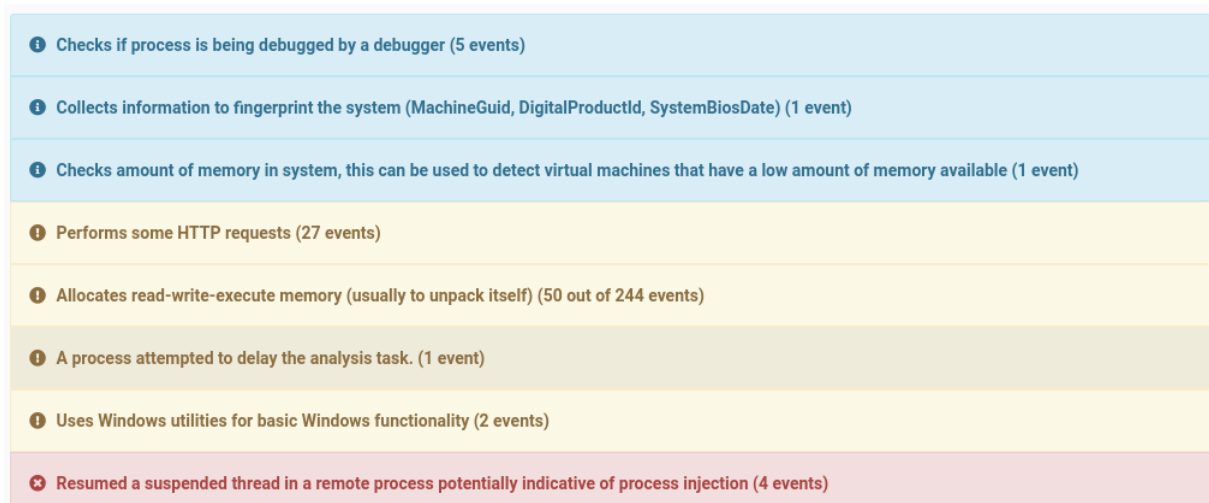 Checks if process is being debugged by a debugger (5 events)
Collects information to fingerprint the system (MachineGuid, DigitalProductId, SystemBiosDate) (1 event)
Checks amount of memory in system, this can be used to detect virtual machines that have a low amount of memory available (1 event)
Performs some HTTP requests (27 events)
Allocates read-write-execute memory (usually to unpack itself) (50 out of 244 events)
A process attempted to delay the analysis task. (1 event)
Uses Windows utilities for basic Windows functionality (2 events)
Resumed a suspended thread in a remote process potentially indicative of process injection (4 events)